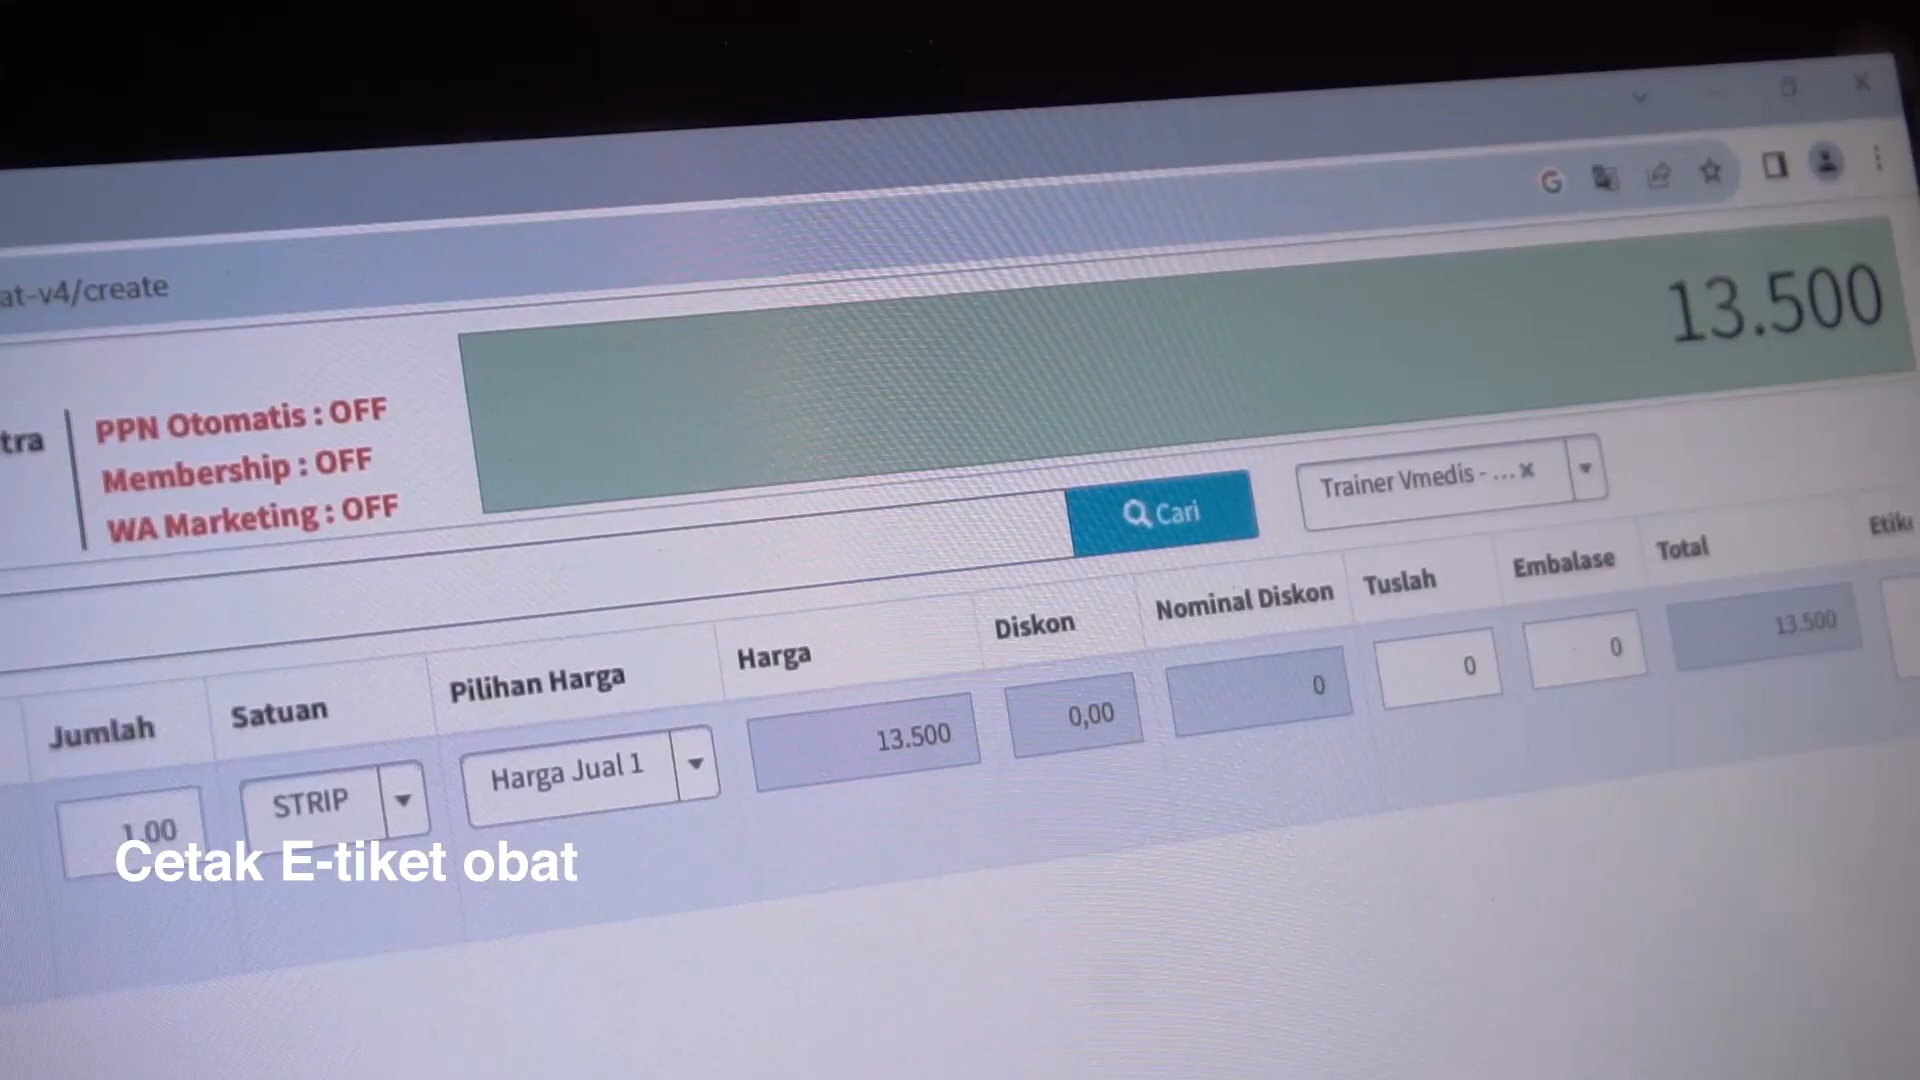 at-v4/create
13.500
tra
PPN Otomatis : OFF
Membership : OFF
WA Marketing : OFF
Cari
Trainer Vmedis - ...
Jumlah
Satuan
Pilihan Harga
Harga
Diskon
Nominal Diskon
Tuslah
Embalase
Total
Etik
1,00
STRIP
Harga Jual 1
13.500
0,00
0
0
0
13.500
Cetak E-tiket obat